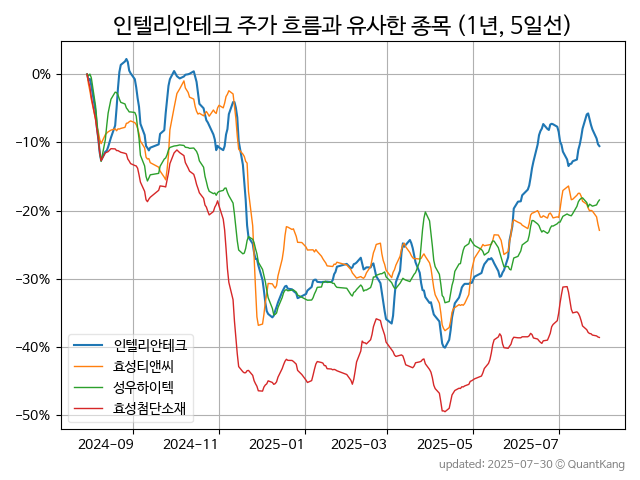 인텔리안테크 주가 흐름과 유사한 종목 (1년, 5일선)
0%
−10%
−20%
−30%
−40%
−50%
인텔리안테크
효성티앤씨
성우하이텍
효성첨단소재
2024-09 2024-11 2025-01 2025-03 2025-05 2025-07
updated: 2025-07-30 © QuantKang